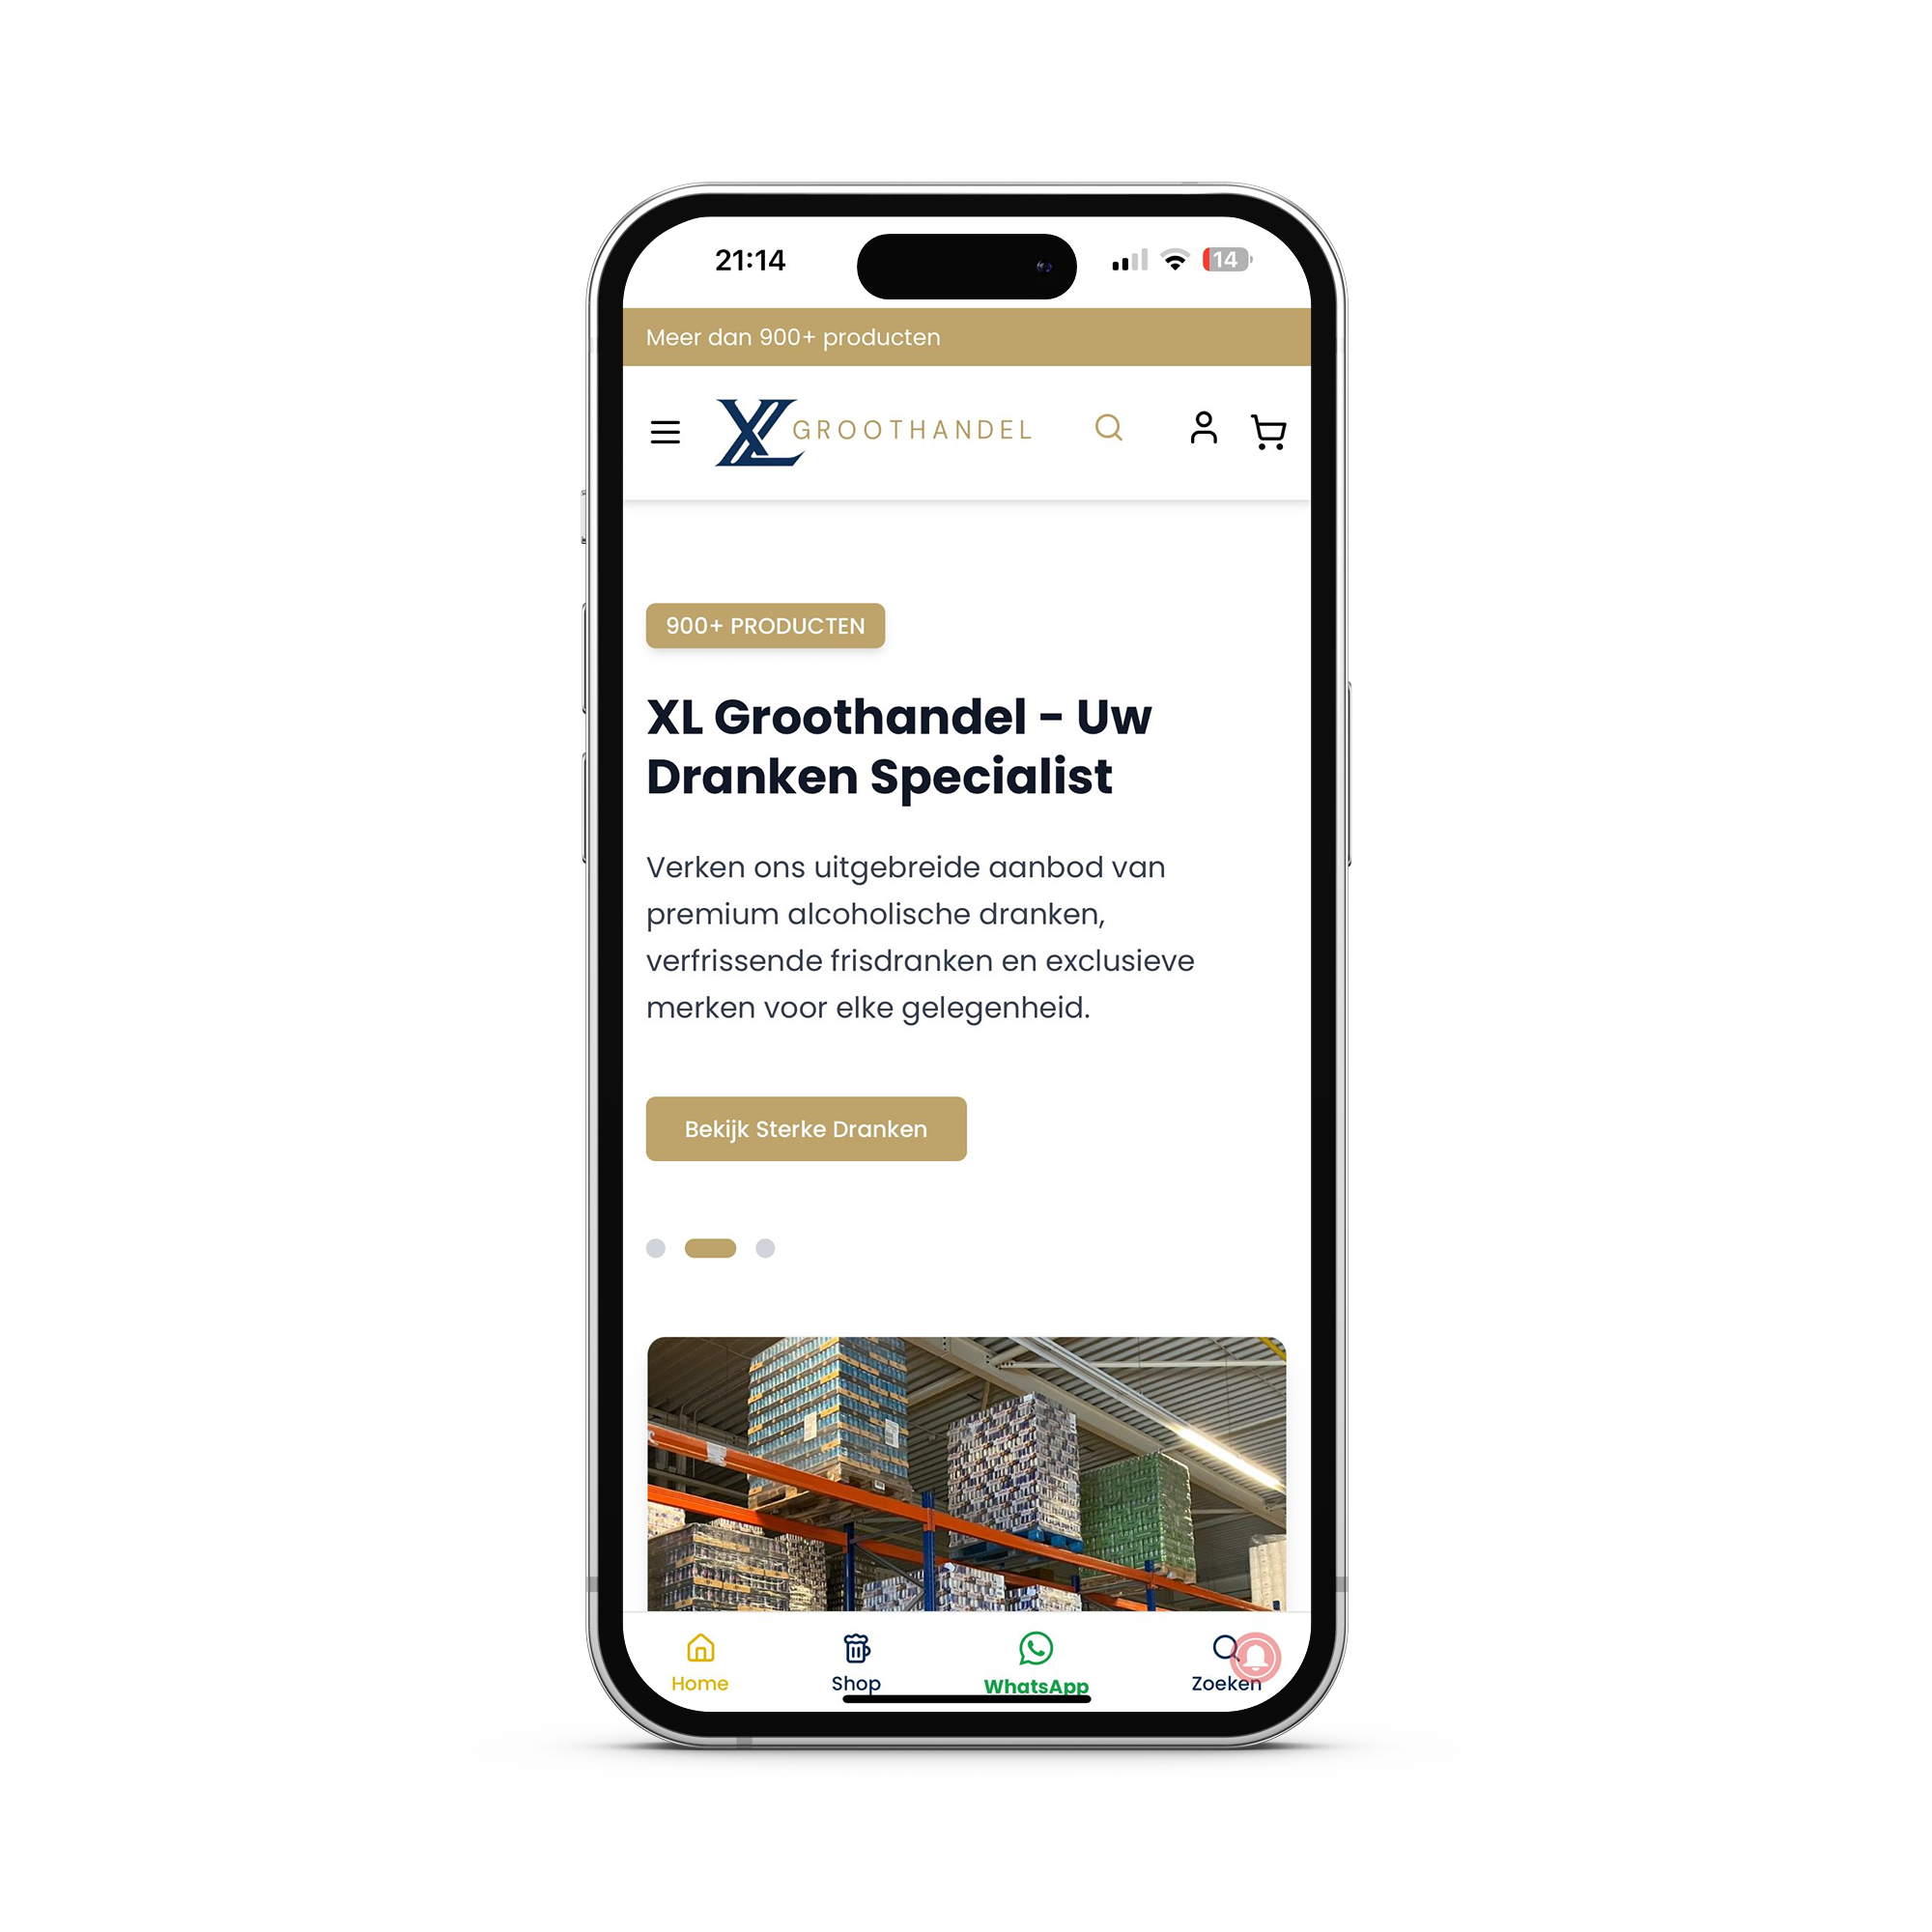 21:14
14
Meer dan 900+ producten
XL GROOTHANDEL
900+ PRODUCTEN
XL Groothandel - Uw
Dranken Specialist
Verken ons uitgebreide aanbod van
premium alcoholische dranken,
verfrissende frisdranken en exclusieve
merken voor elke gelegenheid.
Bekijk Sterke Dranken
Home
Shop
WhatsApp
Zoeken